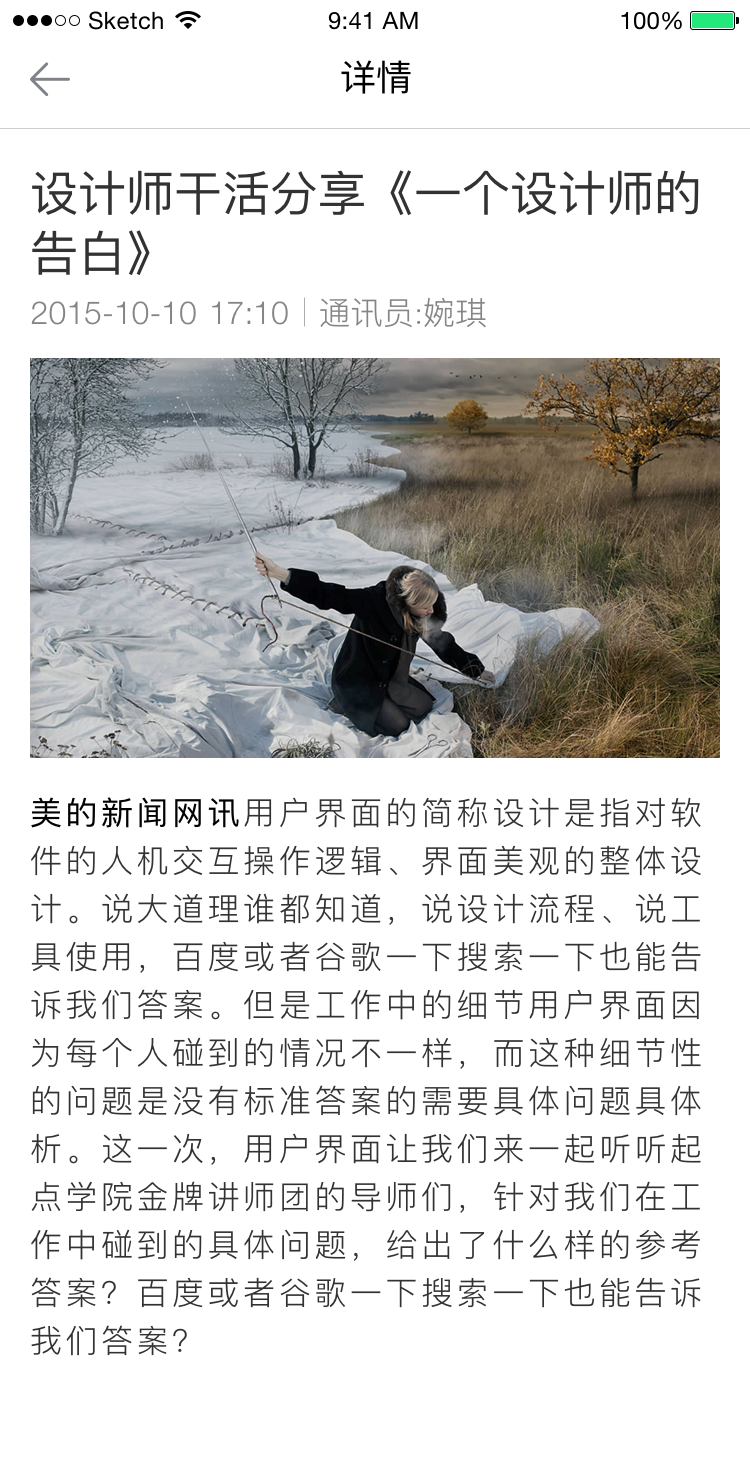 Sketch 9:41 AM 100%
详情
设计师干活分享《一个设计师的
告白》
2015-10-10 17:10 | 通讯员:婉琪
美的新闻网讯用户界面的简称设计是指对软
件的人机交互操作逻辑、界面美观的整体设
计。说大道理谁都知道，说设计流程、说工
具使用，百度或者谷歌一下搜索一下也能告
诉我们答案。但是工作中的细节用户界面因
为每个人碰到的情况不一样，而这种细节性
的问题是没有标准答案的需要具体问题具体
析。这一次，用户界面让我们来一起听听起
点学院金牌讲师团的导师们，针对我们在工
作中碰到的具体问题，给出了什么样的参考
答案？百度或者谷歌一下搜索一下也能告诉
我们答案？